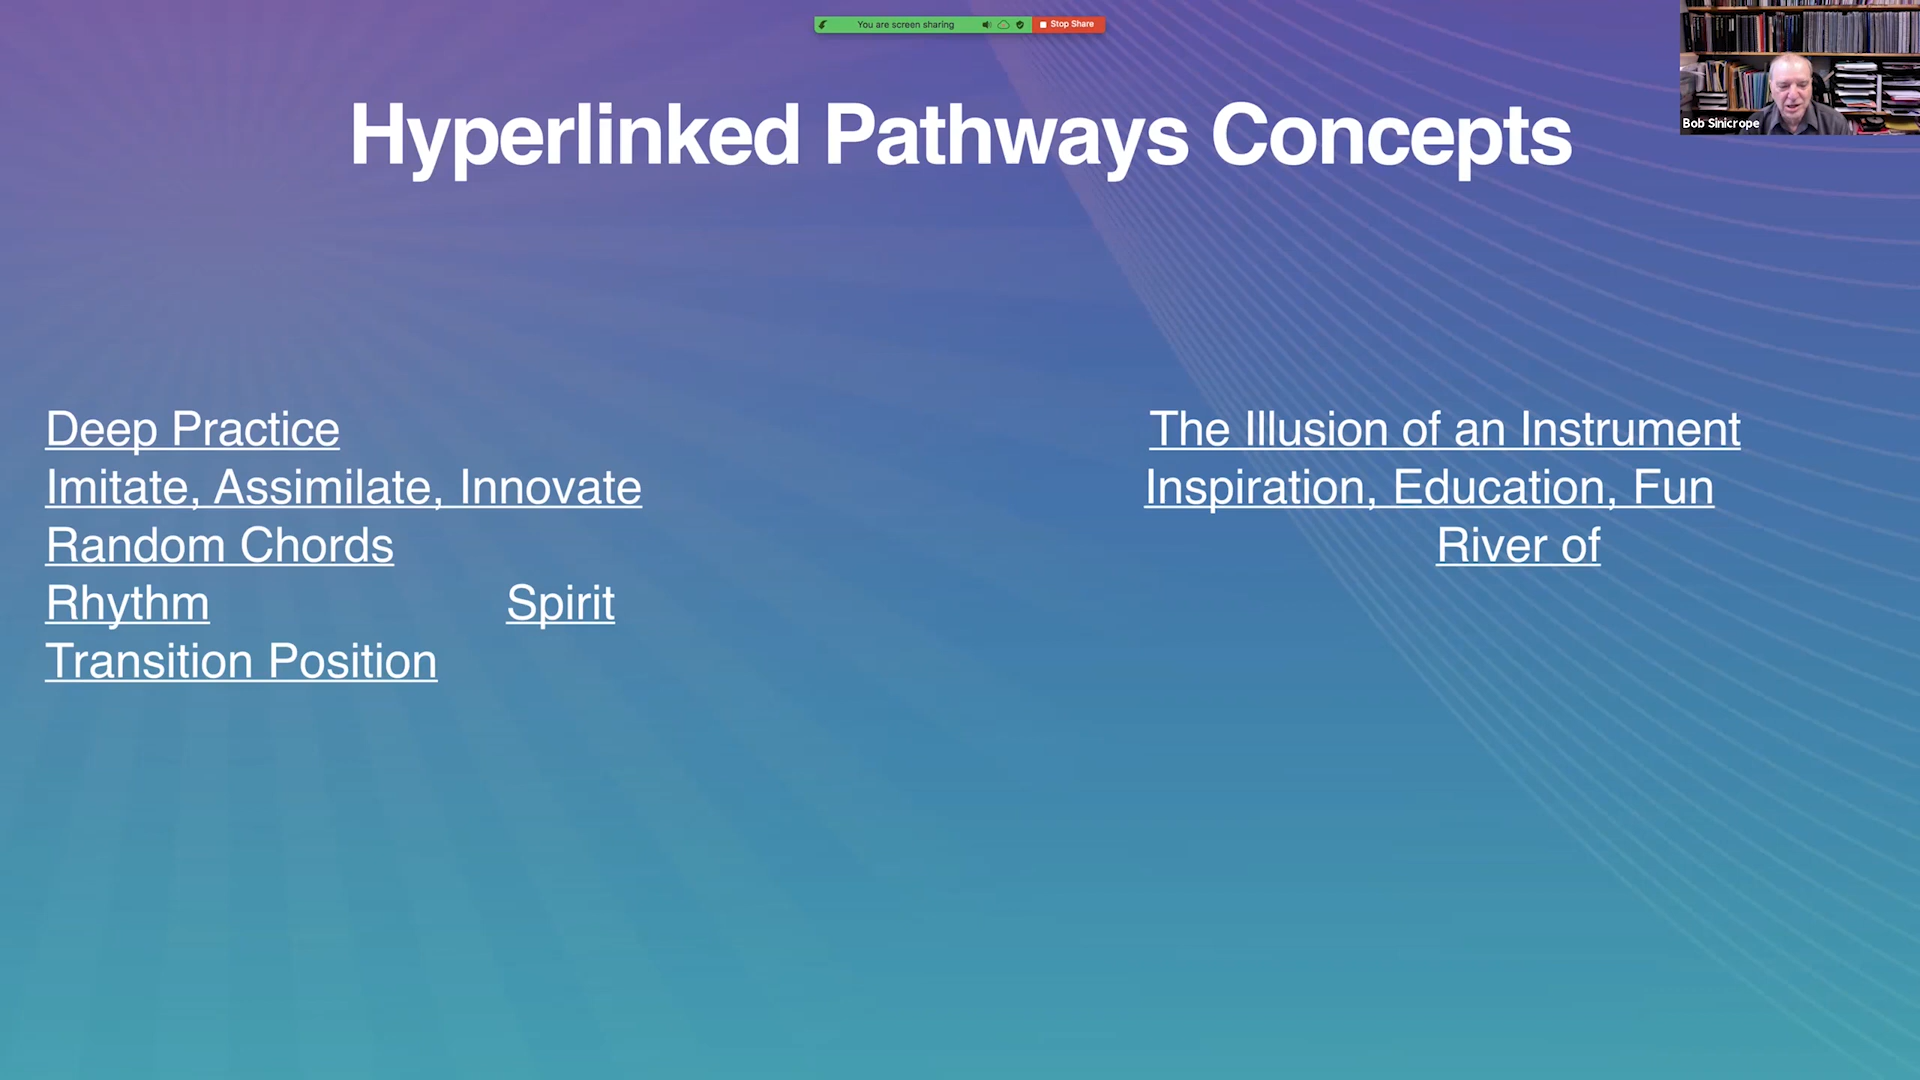 You are screen sharing Stop Share
Bob Sinicrope
Hyperlinked Pathways Concepts
Deep Practice The Illusion of an Instrument
Imitate, Assimilate, Innovate Inspiration, Education, Fun
Random Chords River of
Rhythm Spirit
Transition Position